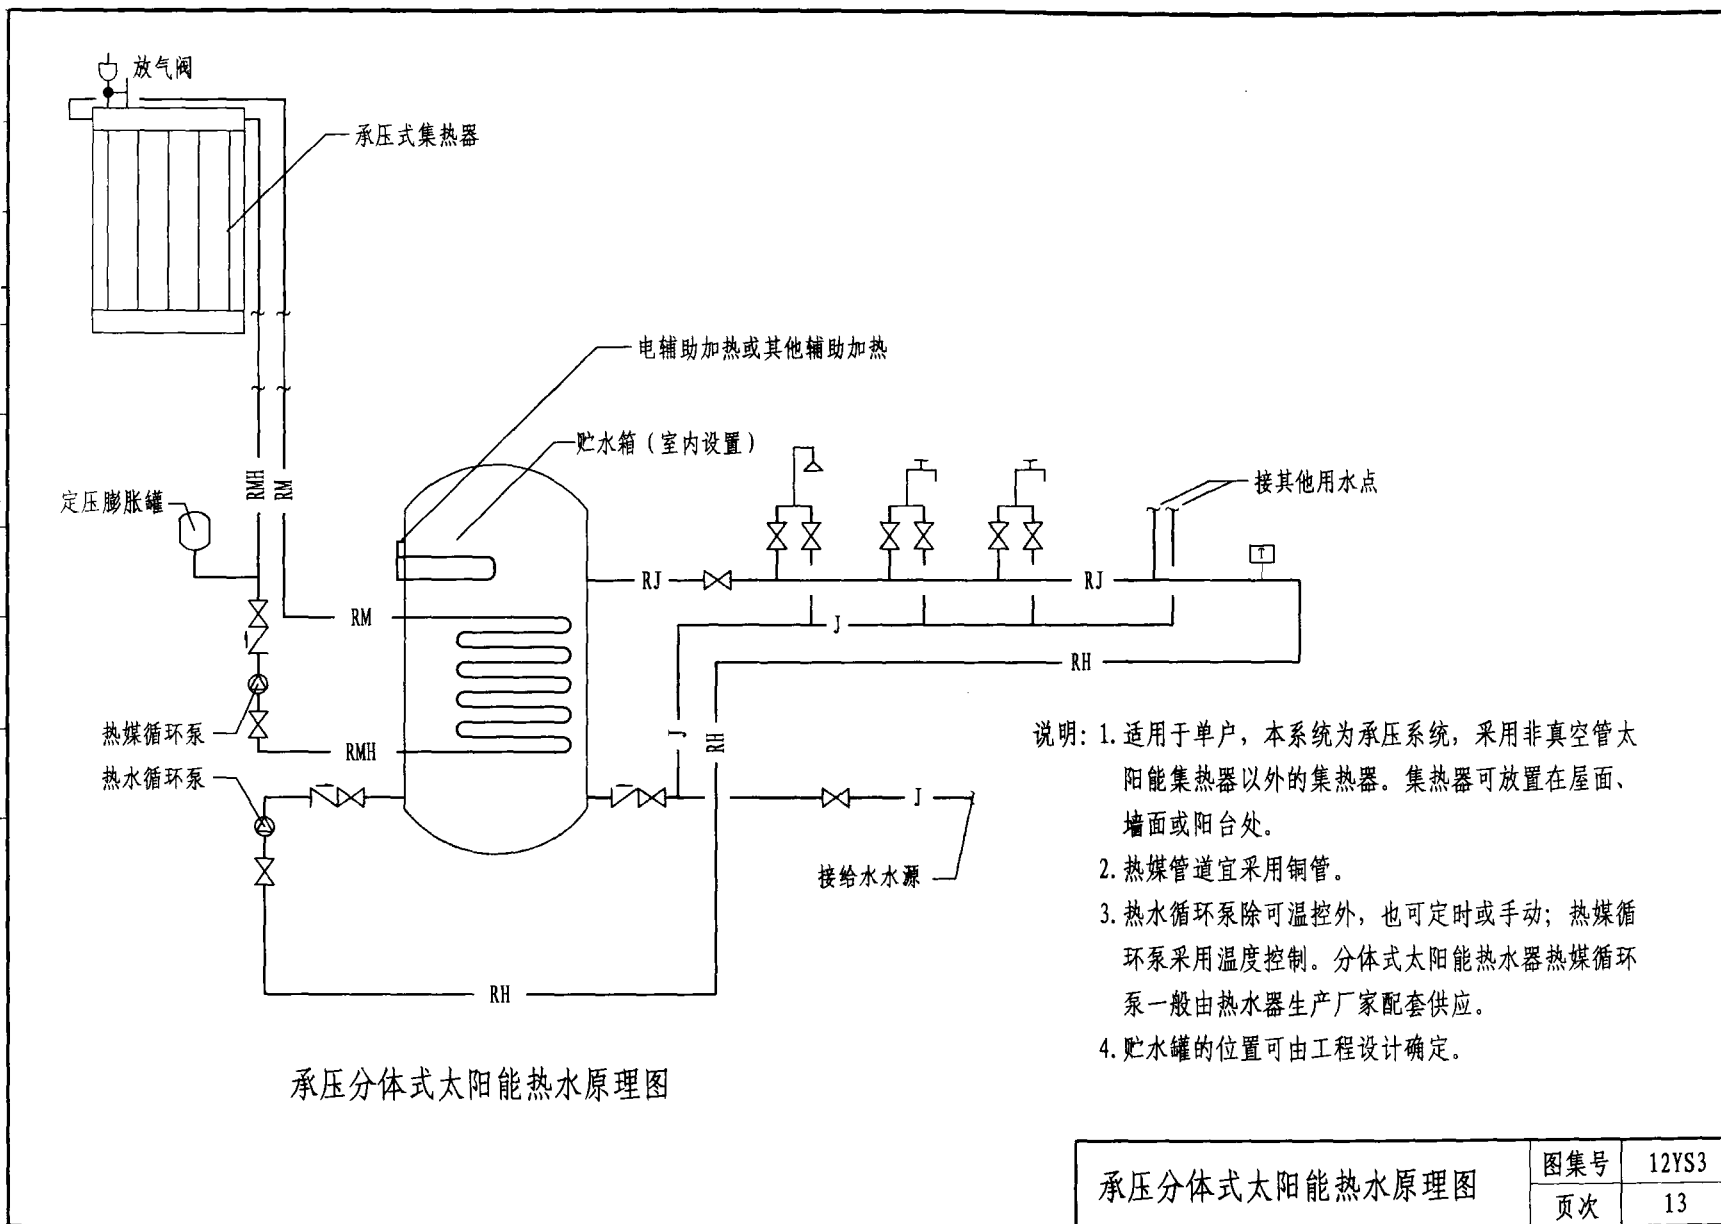 放气阀
承压式集热器
电辅助加热或其他辅助加热
贮水箱（室内设置）
接其他用水点
定压膨胀罐
RMH
RM
RJ
RJ
RM
J
RH
热媒循环泵
RMH
J
RH
热水循环泵
J
接给水水源
RH
说明：1. 适用于单户，本系统为承压系统，采用非真空管太
阳能集热器以外的集热器。集热器可放置在屋面、
墙面或阳台处。
2. 热媒管道宜采用铜管。
3. 热水循环泵除可温控外，也可定时或手动；热媒循
环泵采用温度控制。分体式太阳能热水器热媒循环
泵一般由热水器生产厂家配套供应。
4. 贮水罐的位置可由工程设计确定。
承压分体式太阳能热水原理图
承压分体式太阳能热水原理图
图集号 12YS3
页次 13